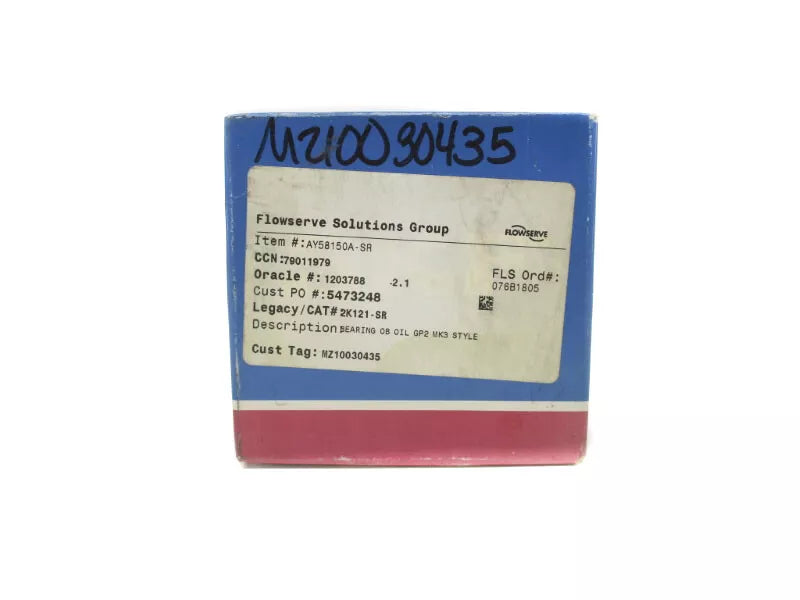 MZ10030435
Flowserve Solutions Group
FLOWSERVE
Item #:AY58150A-SR
CCN:79011979
Oracle #: 1203788 -2.1
FLS Ord#:
076B1805
Cust PO #:5473248
Legacy/CAT# 2K121-SR
Description:BEARING OB OIL GP2 MK3 STYLE
Cust Tag: MZ10030435